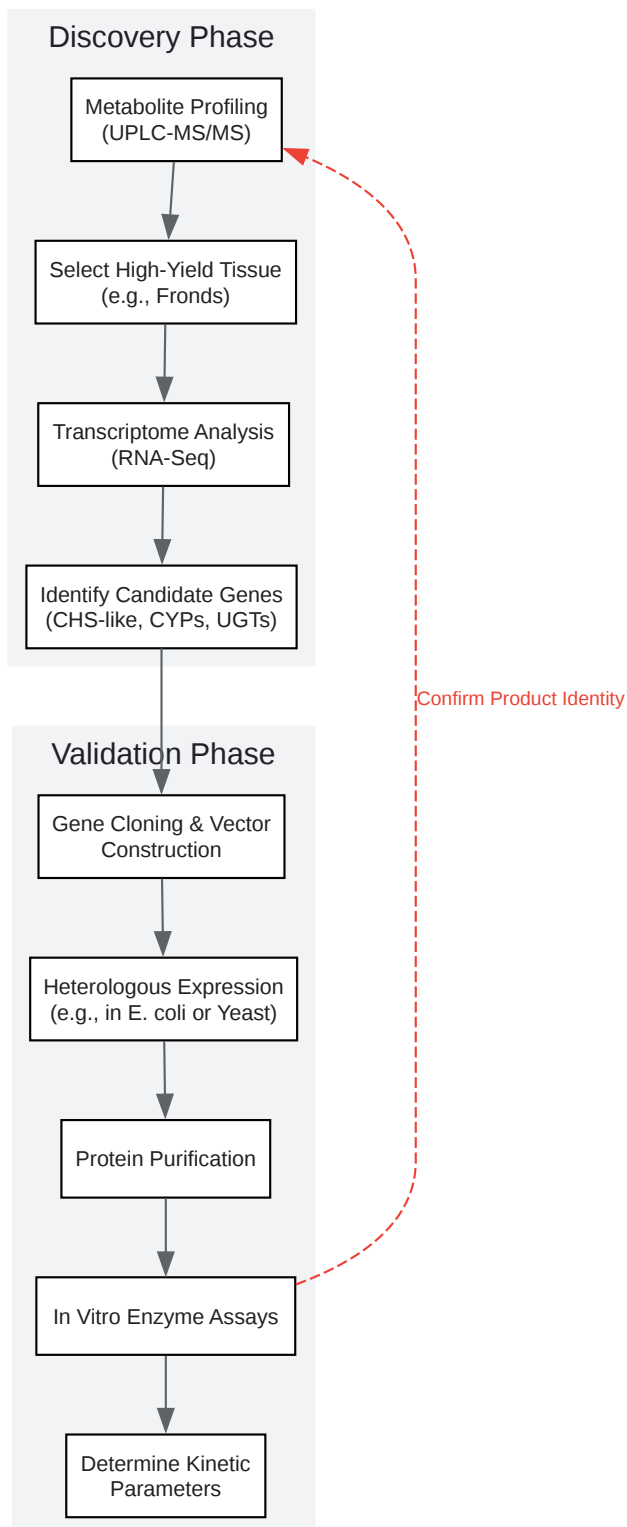 Discovery Phase
Metabolite Profiling
(UPLC-MS/MS)
Select High-Yield Tissue
(e.g., Fronds)
Transcriptome Analysis
(RNA-Seq)
Identify Candidate Genes
(CHS-like, CYPs, UGTs)
Confirm Product Identity
Validation Phase
Gene Cloning & Vector
Construction
Heterologous Expression
(e.g., in E. coli or Yeast)
Protein Purification
In Vitro Enzyme Assays
Determine Kinetic
Parameters